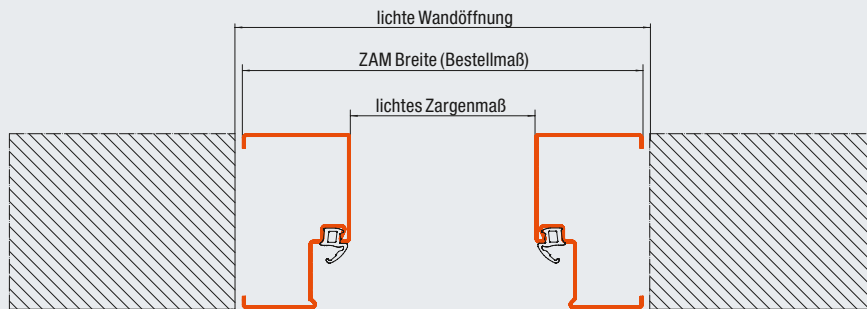 lichte Wandöffnung
ZAM Breite (Bestellmaß)
lichtes Zargenmaß